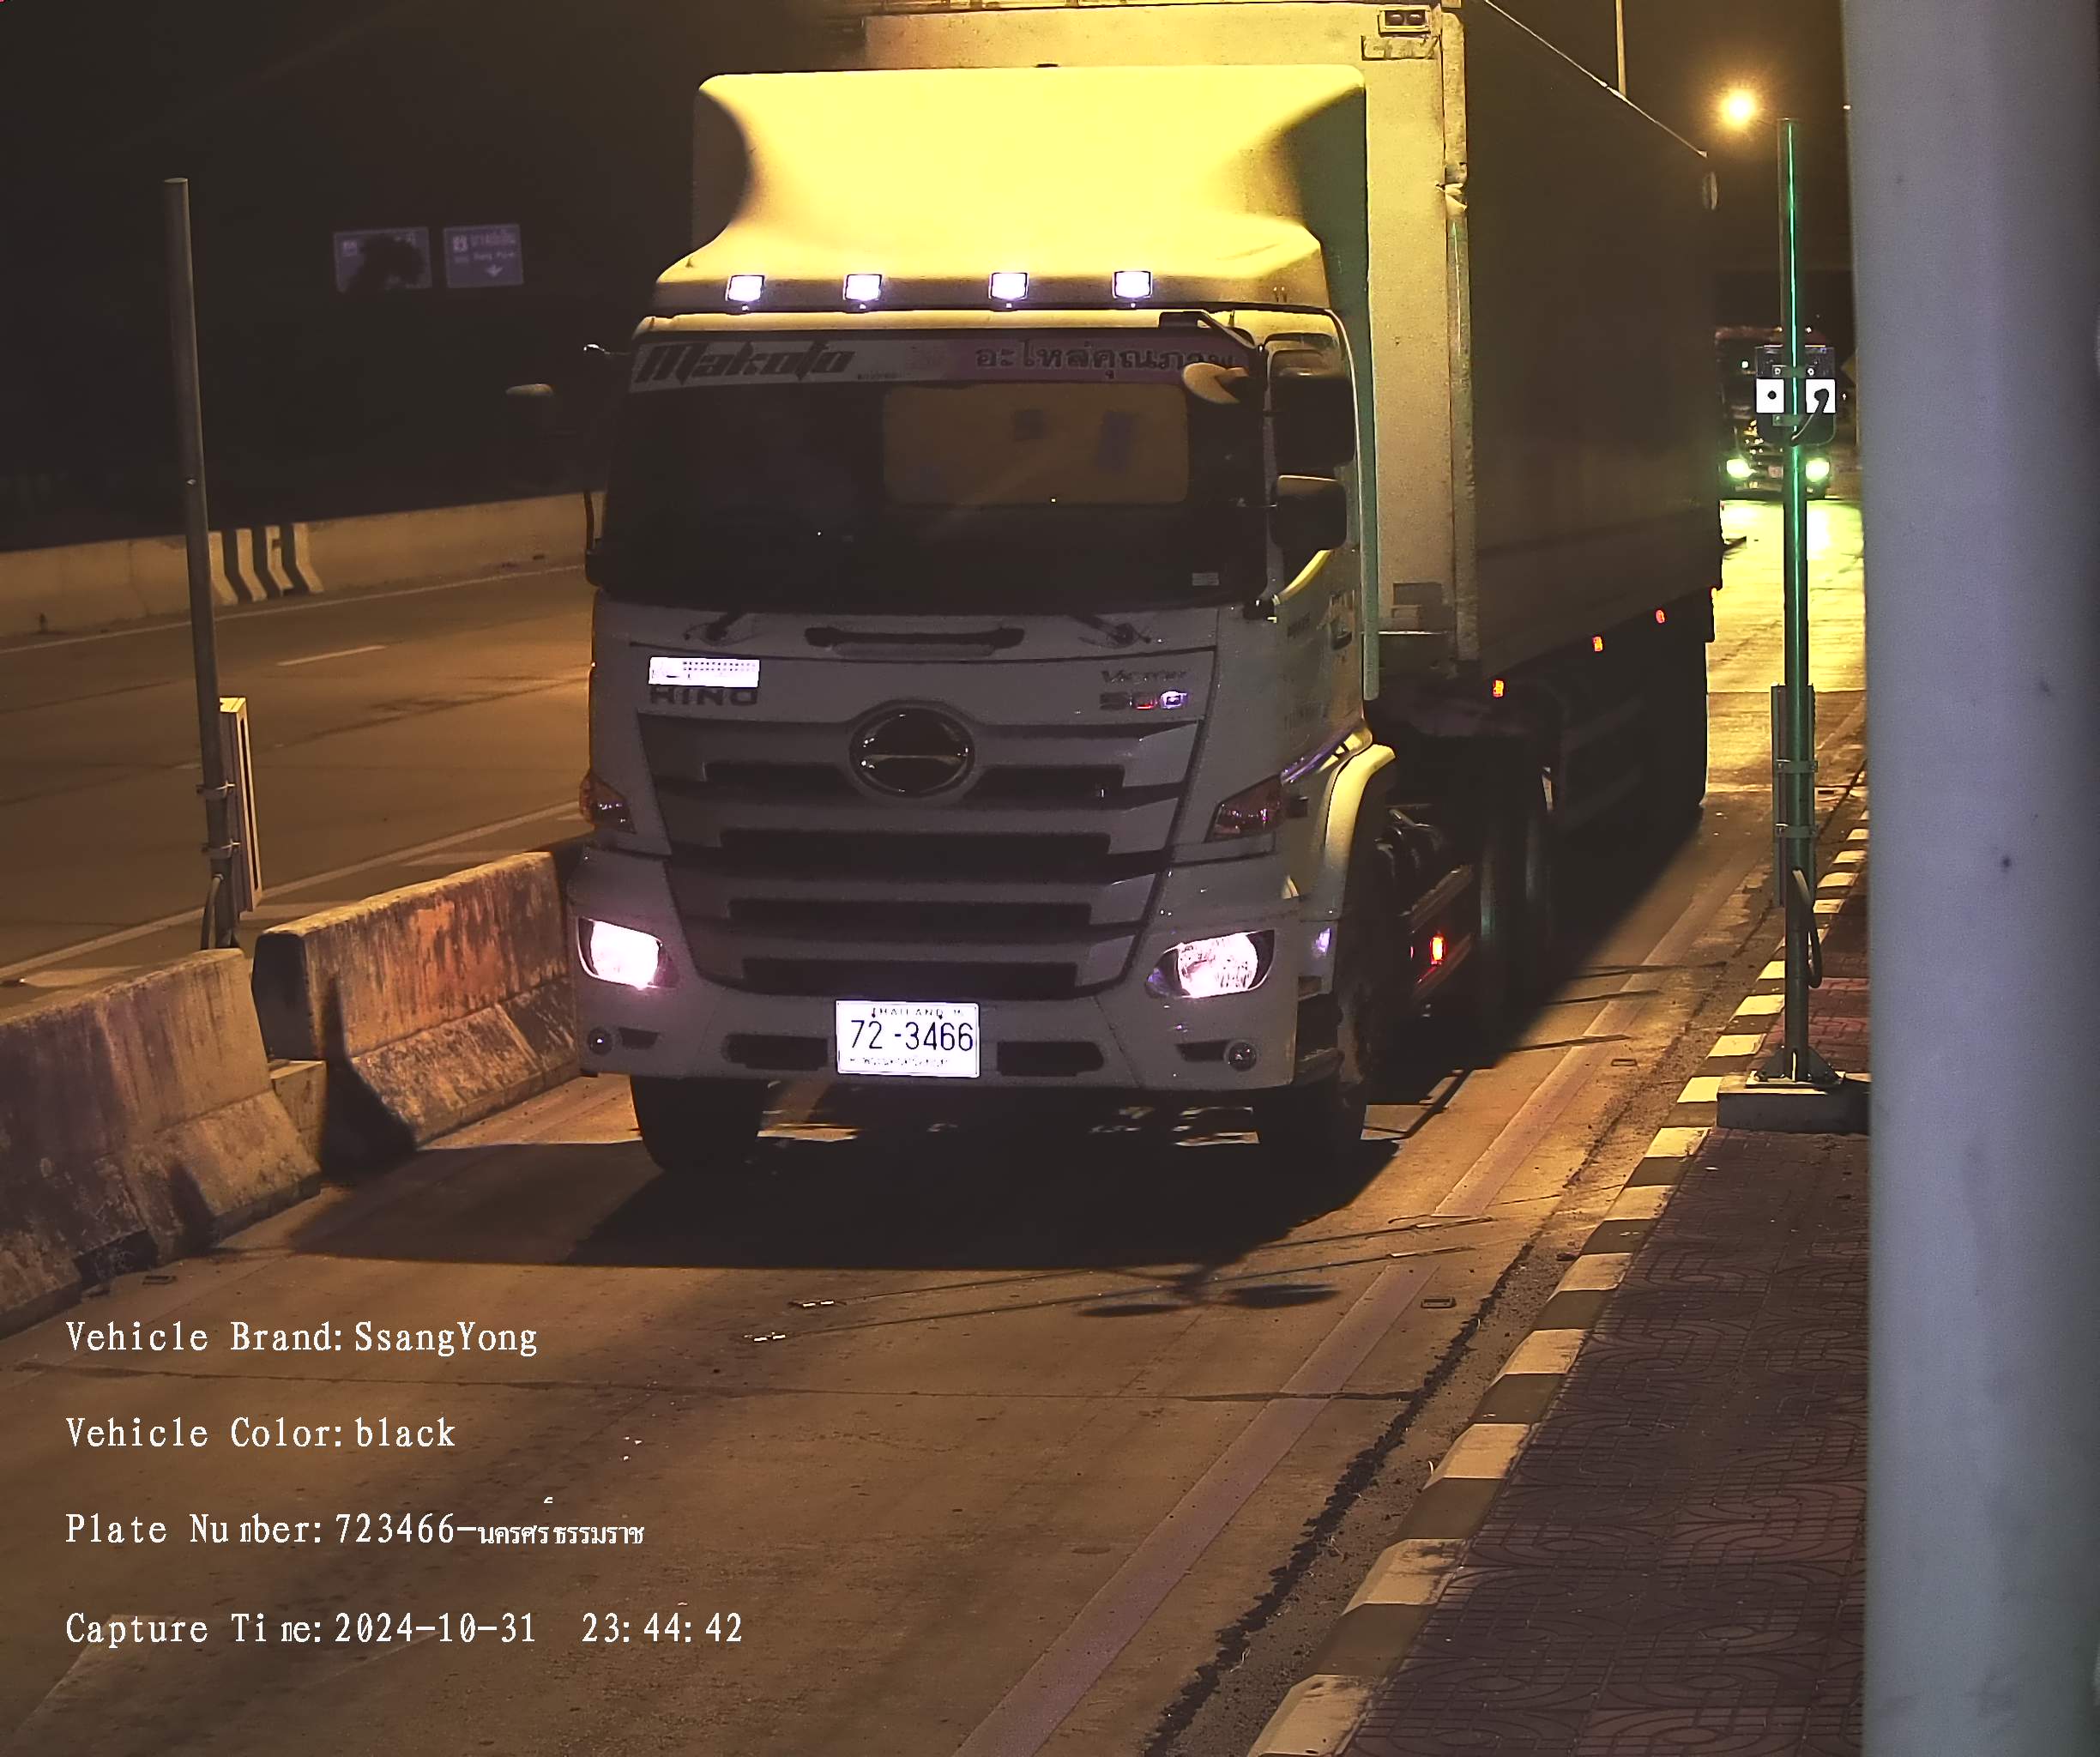 Makoto อะไหล่คุณภาพ
HINO
Victor
500
THAILAND
72-3466
Vehicle Brand:SsangYong
Vehicle Color:black
Plate Number:723466-นครศรีธรรมราช
Capture Time:2024-10-31 23:44:42